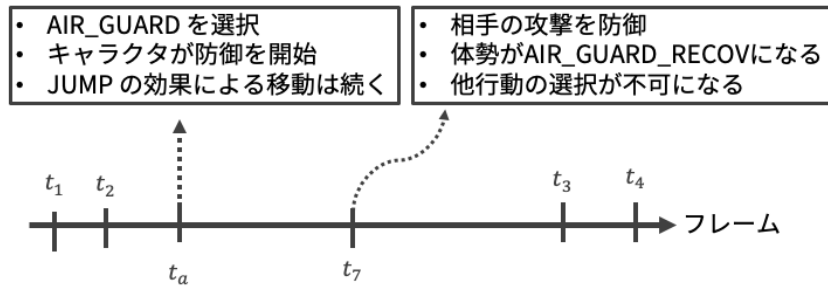 • AIR_GUARD を選択
• キャラクタが防御を開始
• JUMP の効果による移動は続く
• 相手の攻撃を防御
• 体勢がAIR_GUARD_RECOVになる
• 他行動の選択が不可になる
t₁ t₂ t₃ t₄
フレーム
tₐ t₇